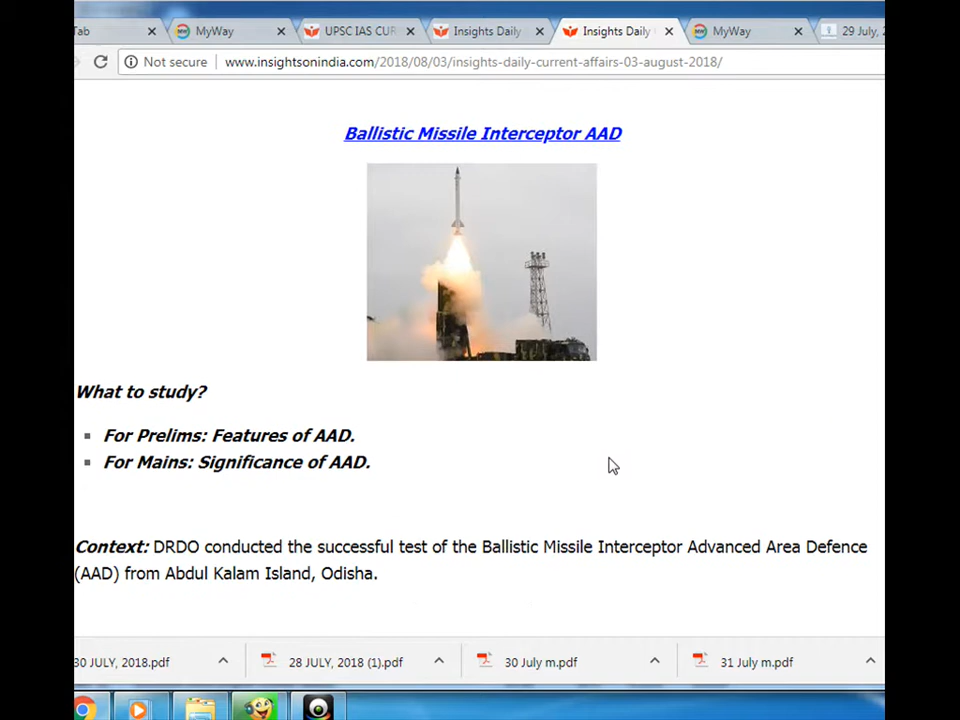 Tab
MyWay
UPSC IAS CUR
Insights Daily
Insights Daily
MyWay
29 July, 2
Not secure
www.insightsonindia.com/2018/08/03/insights-daily-current-affairs-03-august-2018/
Ballistic Missile Interceptor AAD
What to study?
For Prelims: Features of AAD.
For Mains: Significance of AAD.
Context: DRDO conducted the successful test of the Ballistic Missile Interceptor Advanced Area Defence
(AAD) from Abdul Kalam Island, Odisha.
30 JULY, 2018.pdf
28 JULY, 2018 (1).pdf
30 July m.pdf
31 July m.pdf